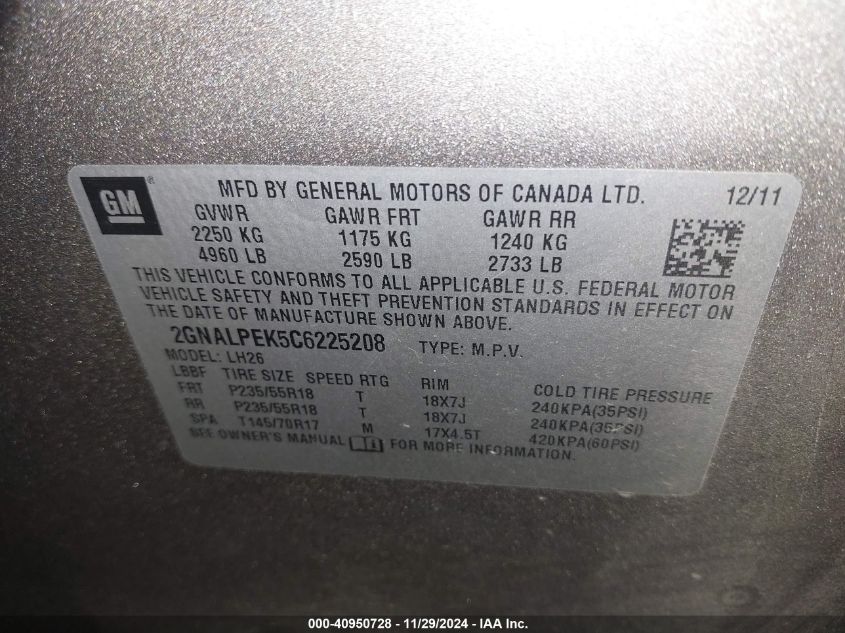 GM ® MFD BY GENERAL MOTORS OF CANADA LTD. 12/11
GVWR GAWR FRT GAWR RR
2250 KG 1175 KG 1240 KG
4960 LB 2590 LB 2733 LB
THIS VEHICLE CONFORMS TO ALL APPLICABLE U.S. FEDERAL MOTOR
VEHICLE SAFETY AND THEFT PREVENTION STANDARDS IN EFFECT ON
THE DATE OF MANUFACTURE SHOWN ABOVE.
2GNALPEK5C6225208 TYPE: M.P.V.
MODEL: LH26
LBBF TIRE SIZE SPEED RTG RIM COLD TIRE PRESSURE
FRT P235/55R18 T 18X7J 240KPA(35PSI)
RR P235/55R18 T 18X7J 240KPA(35PSI)
SPA T145/70R17 M 17X4.5T 420KPA(60PSI)
SEE OWNER'S MANUAL FOR MORE INFORMATION.
000-40950728 — 11/29/2024 — IAA Inc.